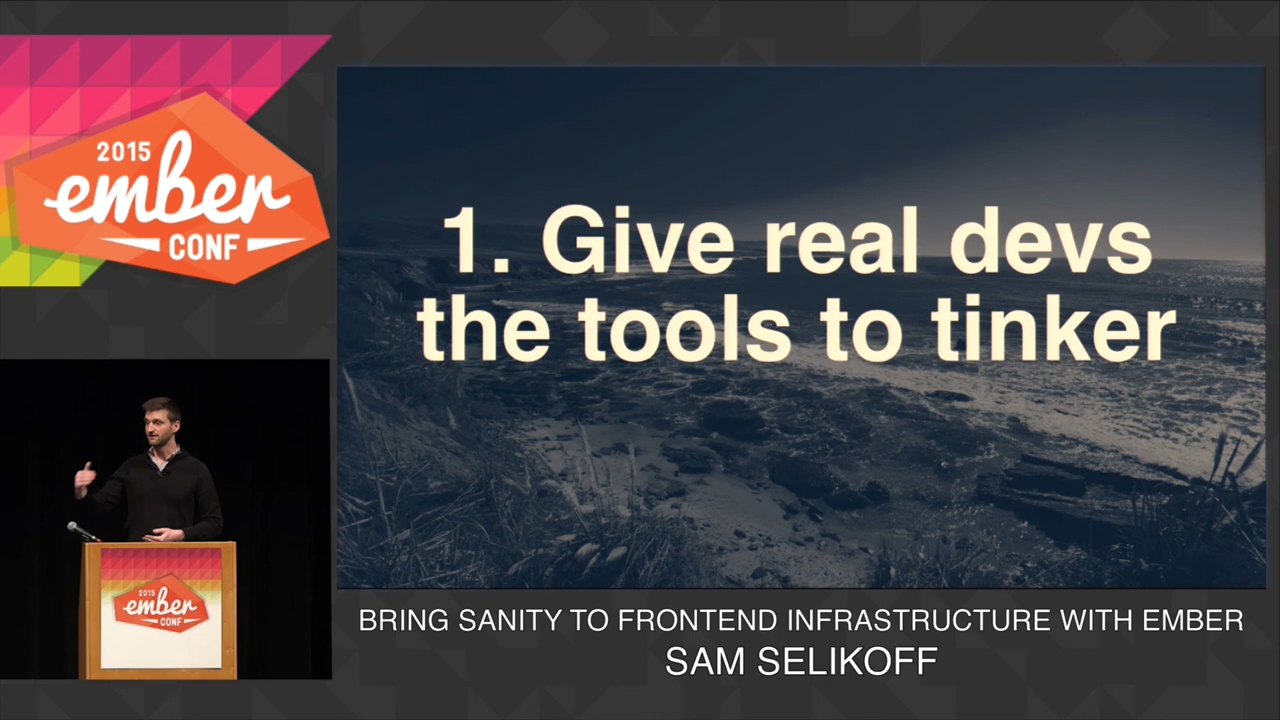 2015
ember
CONF
1. Give real devs
the tools to tinker
2015
ember
CONF
BRING SANITY TO FRONTEND INFRASTRUCTURE WITH EMBER
SAM SELIKOFF